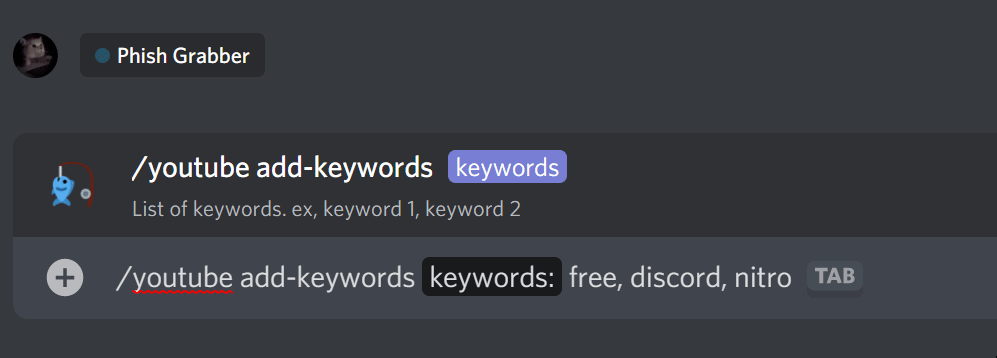 Phish Grabber
/youtube add-keywords keywords
List of keywords. ex, keyword 1, keyword 2
/youtube add-keywords keywords: free, discord, nitro TAB